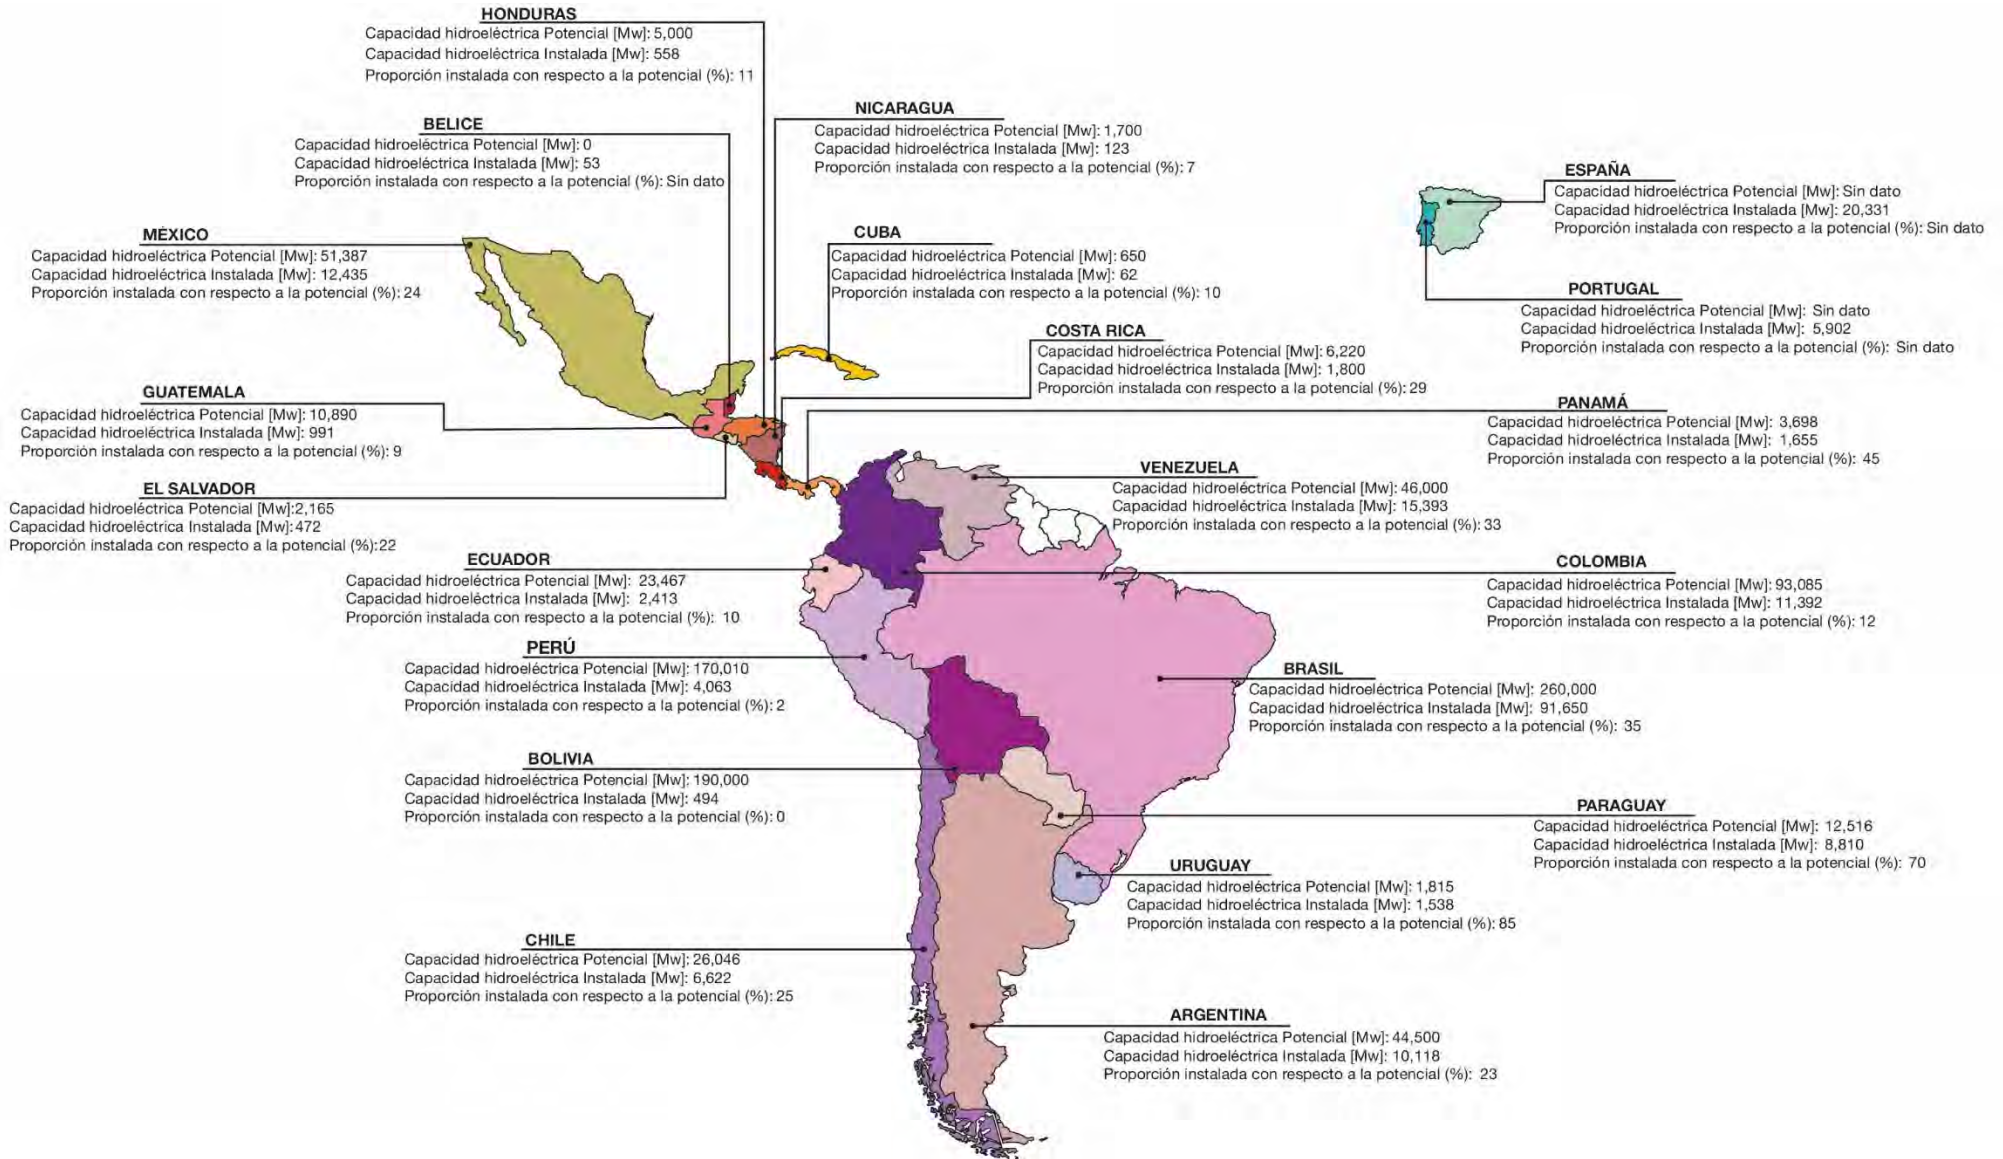 HONDURAS
Capacidad hidroeléctrica Potencial [Mw]: 5,000
Capacidad hidroeléctrica Instalada [Mw]: 558
Proporción instalada con respecto a la potencial (%): 11
NICARAGUA
Capacidad hidroeléctrica Potencial [Mw]: 1,700
Capacidad hidroeléctrica Instalada [Mw]: 123
Proporción instalada con respecto a la potencial (%): 7
BELICE
Capacidad hidroeléctrica Potencial [Mw]: 0
Capacidad hidroeléctrica Instalada [Mw]: 53
Proporción instalada con respecto a la potencial (%): Sin dato
ESPAÑA
Capacidad hidroeléctrica Potencial [Mw]: Sin dato
Capacidad hidroeléctrica Instalada [Mw]: 20,331
Proporción instalada con respecto a la potencial (%): Sin dato
MÉXICO
Capacidad hidroeléctrica Potencial [Mw]: 51,387
Capacidad hidroeléctrica Instalada [Mw]: 12,435
Proporción instalada con respecto a la potencial (%): 24
CUBA
Capacidad hidroeléctrica Potencial [Mw]: 650
Capacidad hidroeléctrica Instalada [Mw]: 62
Proporción instalada con respecto a la potencial (%): 10
PORTUGAL
Capacidad hidroeléctrica Potencial [Mw]: Sin dato
Capacidad hidroeléctrica Instalada [Mw]: 5,902
Proporción instalada con respecto a la potencial (%): Sin dato
COSTA RICA
Capacidad hidroeléctrica Potencial [Mw]: 6,220
Capacidad hidroeléctrica Instalada [Mw]: 1,800
Proporción instalada con respecto a la potencial (%): 29
GUATEMALA
Capacidad hidroeléctrica Potencial [Mw]: 10,890
Capacidad hidroeléctrica Instalada [Mw]: 991
Proporción instalada con respecto a la potencial (%): 9
PANAMÁ
Capacidad hidroeléctrica Potencial [Mw]: 3,698
Capacidad hidroeléctrica Instalada [Mw]: 1,655
Proporción instalada con respecto a la potencial (%): 45
VENEZUELA
Capacidad hidroeléctrica Potencial [Mw]: 46,000
Capacidad hidroeléctrica Instalada [Mw]: 15,393
Proporción instalada con respecto a la potencial (%): 33
EL SALVADOR
Capacidad hidroeléctrica Potencial [Mw]:2,165
Capacidad hidroeléctrica Instalada [Mw]:472
Proporción instalada con respecto a la potencial (%):22
ECUADOR
Capacidad hidroeléctrica Potencial [Mw]: 23,467
Capacidad hidroeléctrica Instalada [Mw]: 2,413
Proporción instalada con respecto a la potencial (%): 10
COLOMBIA
Capacidad hidroeléctrica Potencial [Mw]: 93,085
Capacidad hidroeléctrica Instalada [Mw]: 11,392
Proporción instalada con respecto a la potencial (%): 12
PERÚ
Capacidad hidroeléctrica Potencial [Mw]: 170,010
Capacidad hidroeléctrica Instalada [Mw]: 4,063
Proporción instalada con respecto a la potencial (%): 2
BRASIL
Capacidad hidroeléctrica Potencial [Mw]: 260,000
Capacidad hidroeléctrica Instalada [Mw]: 91,650
Proporción instalada con respecto a la potencial (%): 35
BOLIVIA
Capacidad hidroeléctrica Potencial [Mw]: 190,000
Capacidad hidroeléctrica Instalada [Mw]: 494
Proporción instalada con respecto a la potencial (%): 0
PARAGUAY
Capacidad hidroeléctrica Potencial [Mw]: 12,516
Capacidad hidroeléctrica Instalada [Mw]: 8,810
Proporción instalada con respecto a la potencial (%): 70
URUGUAY
Capacidad hidroeléctrica Potencial [Mw]: 1,815
Capacidad hidroeléctrica Instalada [Mw]: 1,538
Proporción instalada con respecto a la potencial (%): 85
CHILE
Capacidad hidroeléctrica Potencial [Mw]: 26,046
Capacidad hidroeléctrica Instalada [Mw]: 6,622
Proporción instalada con respecto a la potencial (%): 25
ARGENTINA
Capacidad hidroeléctrica Potencial [Mw]: 44,500
Capacidad hidroeléctrica Instalada [Mw]: 10,118
Proporción instalada con respecto a la potencial (%): 23